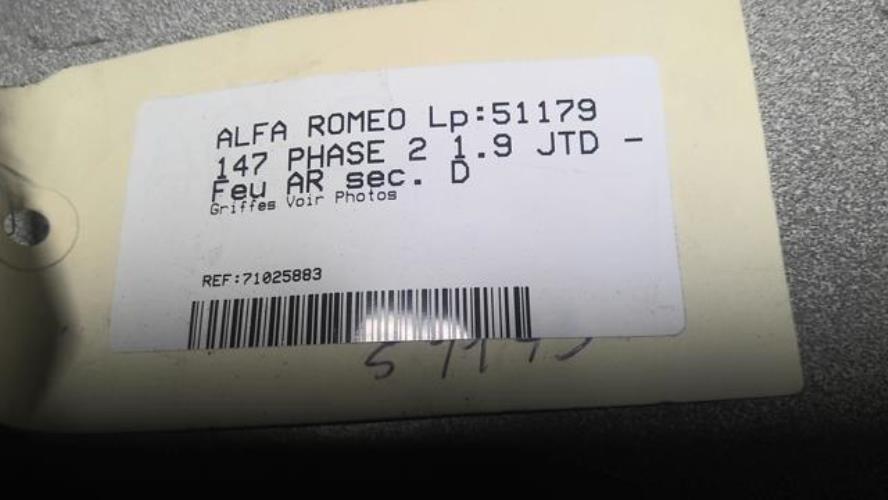 ALFA ROMEO Lp:51179
147 PHASE 2 1.9 JTD -
Feu AR sec. D
Griffes Voir Photos
REF:71025883